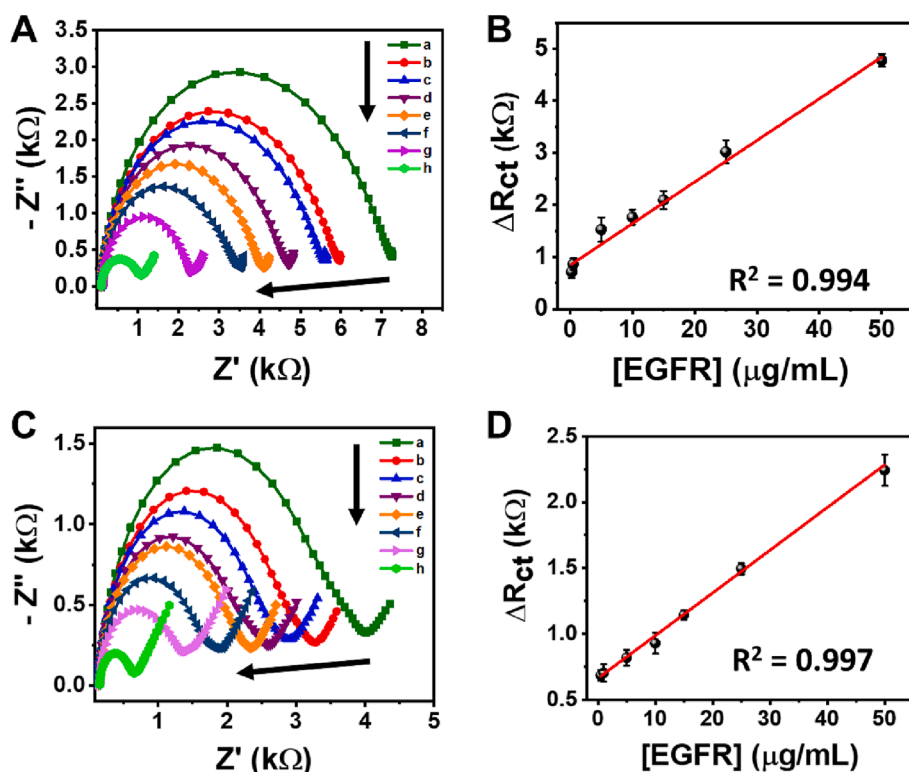 A
- Z'' (kΩ)
3.5
3.0
2.5
2.0
1.5
1.0
0.5
0.0
a
b
c
d
e
f
g
h
1 2 3 4 5 6 7 8
Z' (kΩ)
B
ΔRct (kΩ)
5
4
3
2
1
0
R² = 0.994
0 10 20 30 40 50
[EGFR] (μg/mL)
C
- Z'' (kΩ)
1.5
1.0
0.5
0.0
a
b
c
d
e
f
g
h
1 2 3 4 5
Z' (kΩ)
D
ΔRct (kΩ)
2.5
2.0
1.5
1.0
0.5
R² = 0.997
0 10 20 30 40 50
[EGFR] (μg/mL)